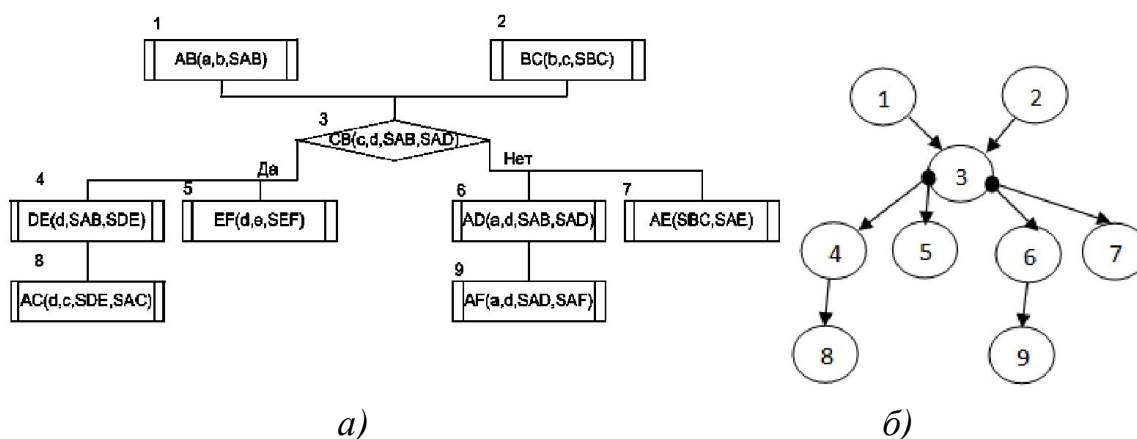 1
2
AB(a,b,SAB)
BC(b,c,SBC)
3
CB(c,d,SAB,SAD)
Да
Нет
4
5
6
7
DE(d,SAB,SDE)
EF(d,e,SEF)
AD(a,d,SAB,SAD)
AE(SBC,SAE)
8
9
AC(d,c,SDE,SAC)
AF(a,d,SAD,SAF)
а)
1
2
3
4
5
6
7
8
9
б)